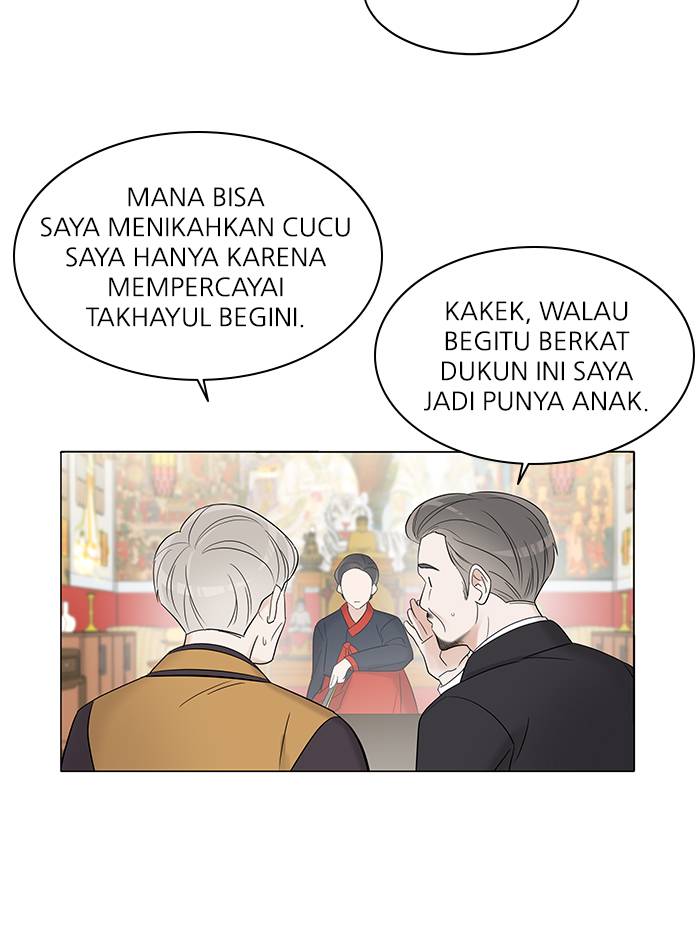 MANA BISA
SAYA MENIKAHKAN CUCU
SAYA HANYA KARENA
MEMPERCAYAI
TAKHAYUL BEGINI.
KAKEK, WALAU
BEGITU BERKAT
DUKUN INI SAYA
JADI PUNYA ANAK.